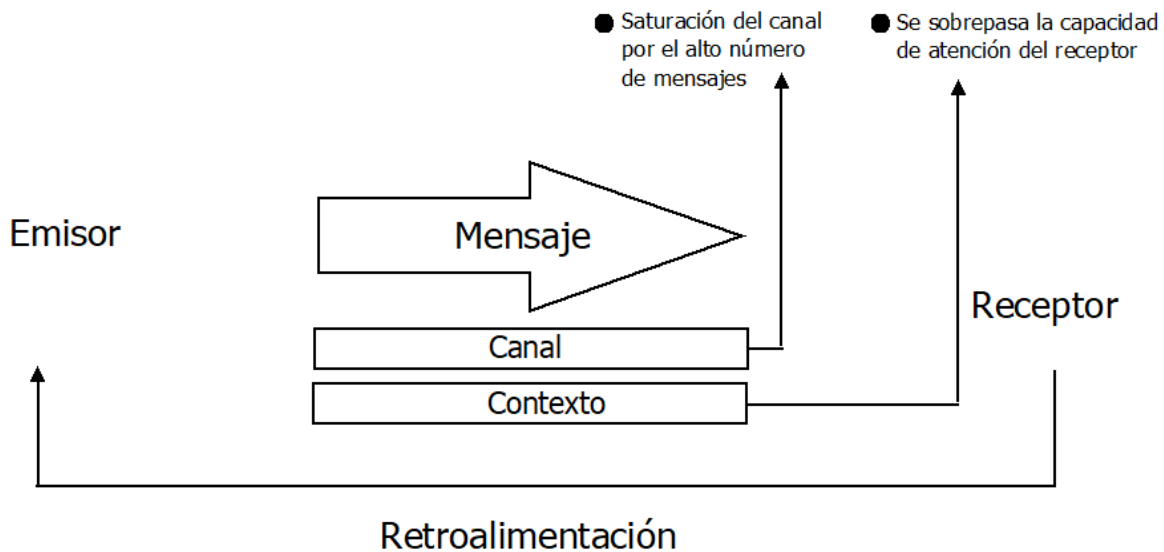 ● Saturación del canal
por el alto número
de mensajes
● Se sobrepasa la capacidad
de atención del receptor
Emisor
Mensaje
Receptor
Canal
Contexto
Retroalimentación